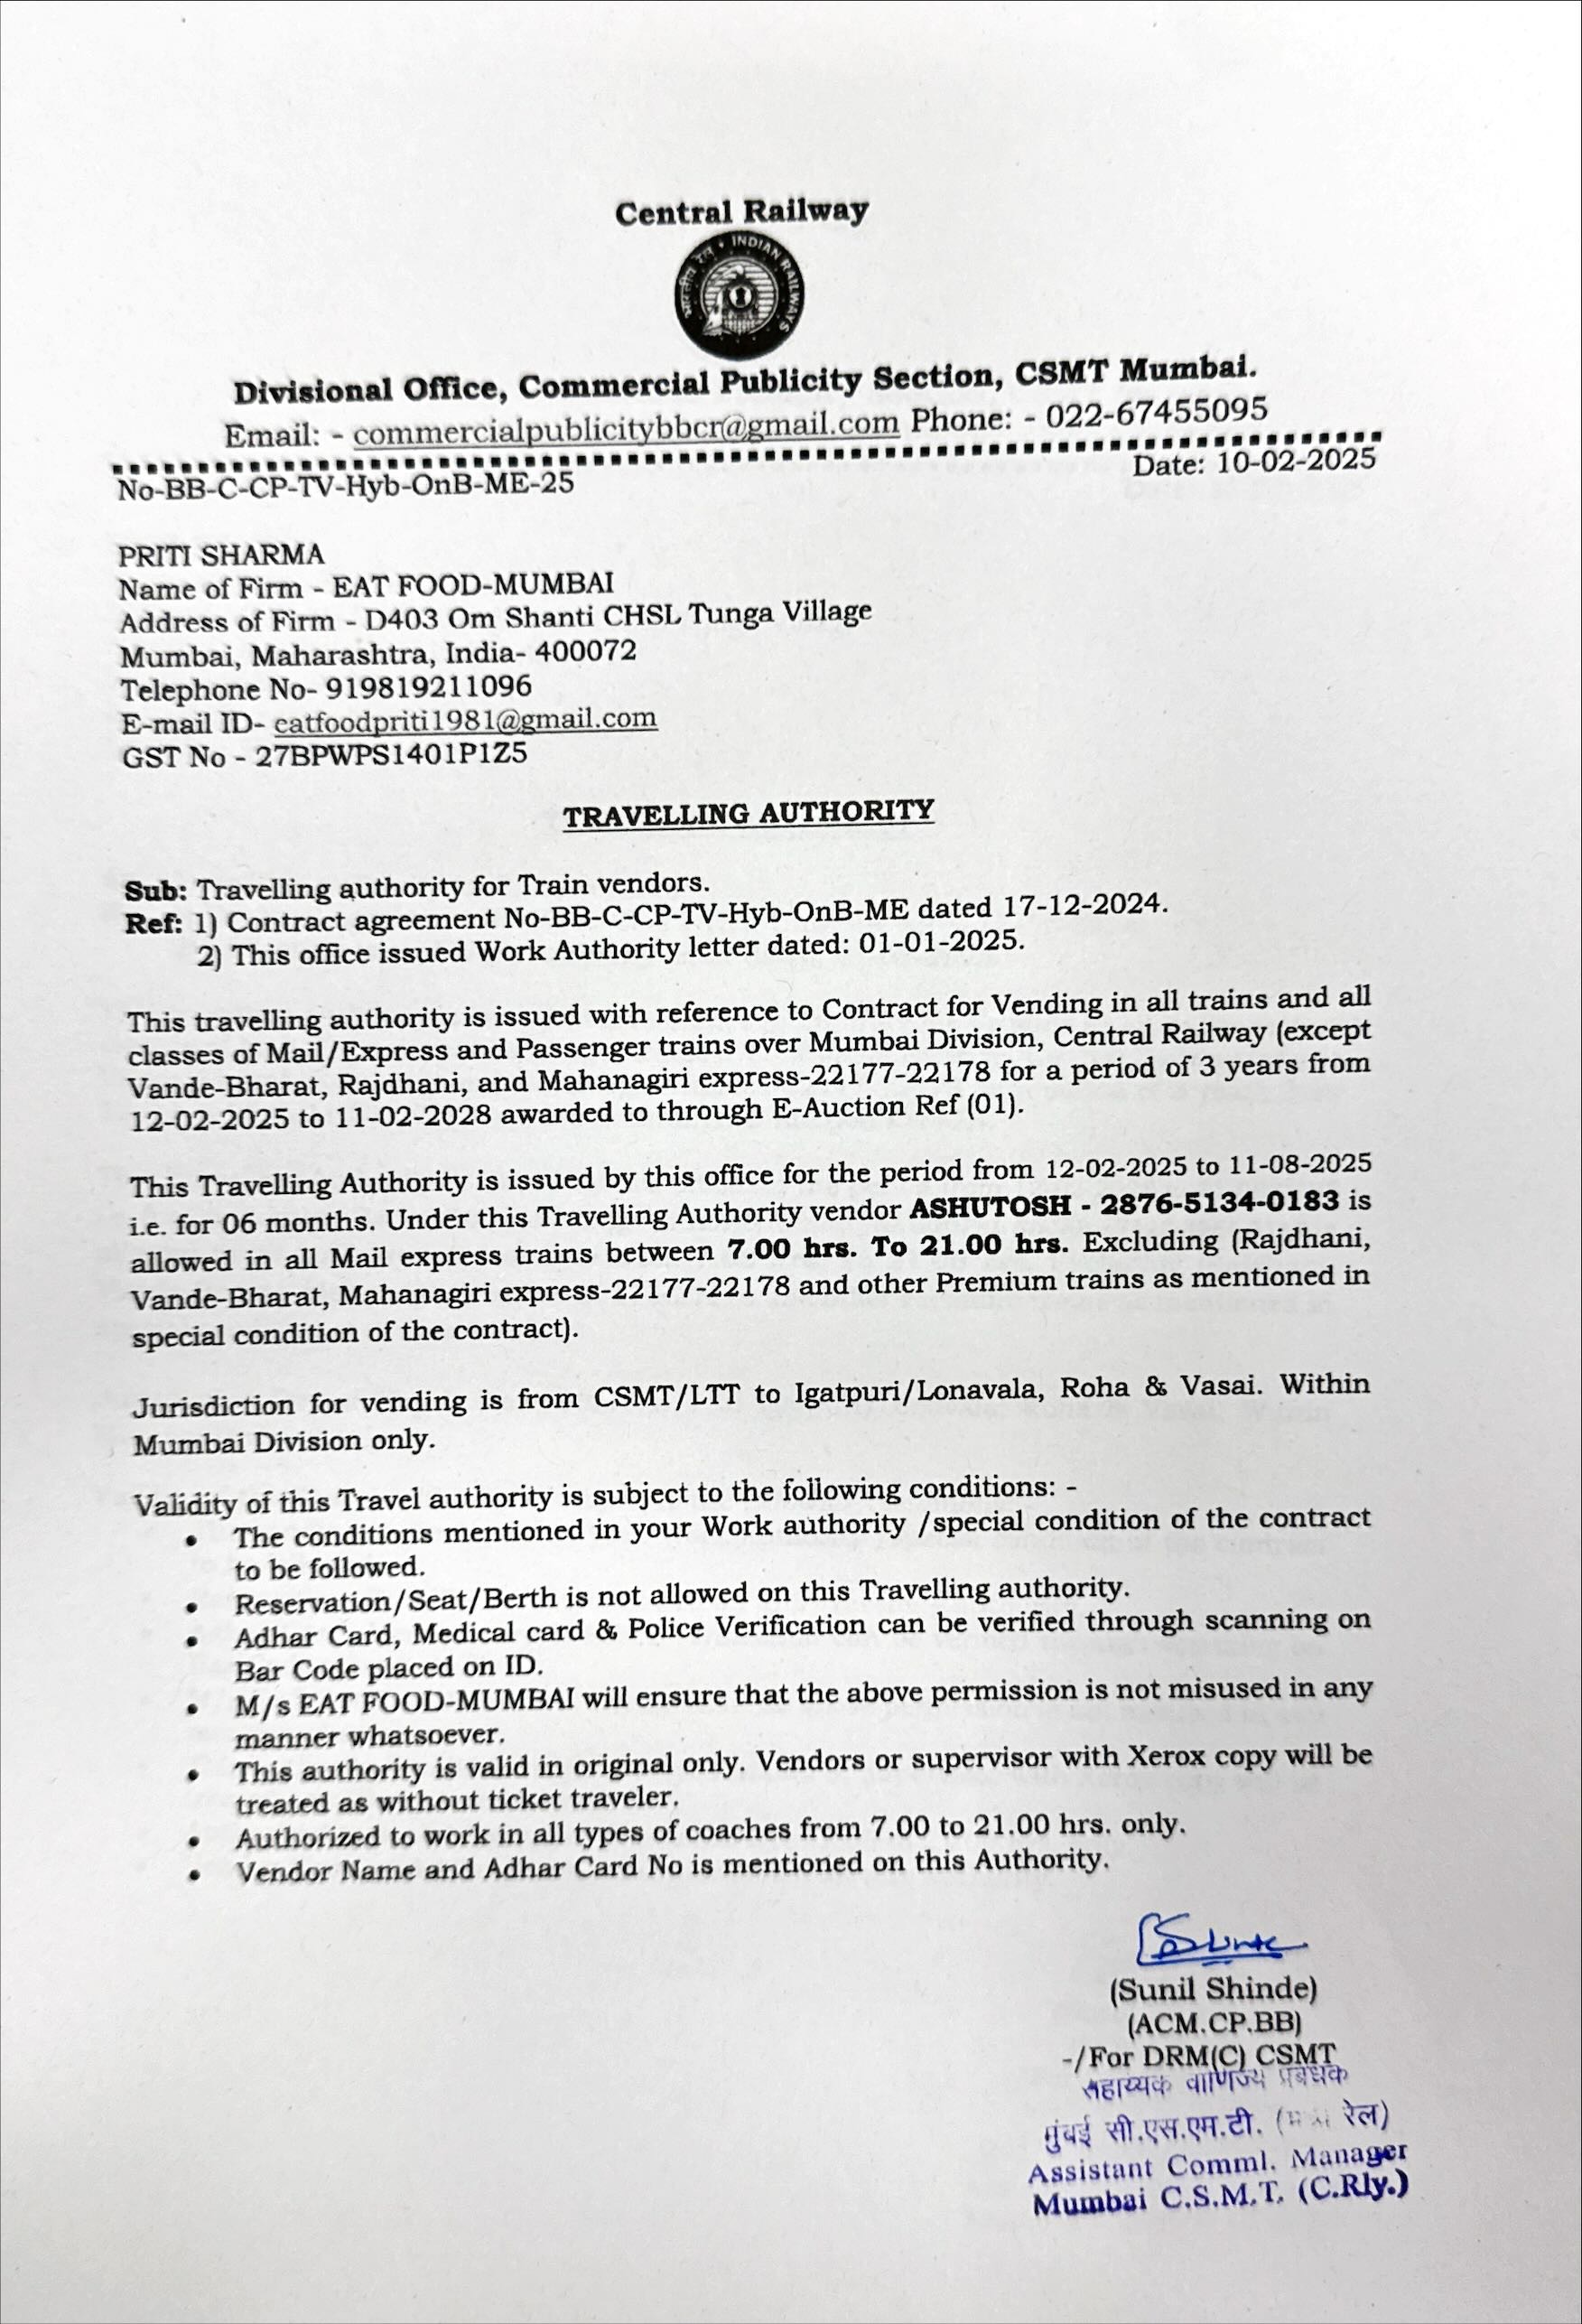 Central Railway
भारतीय रेल • INDIAN RAILWAYS
Divisional Office, Commercial Publicity Section, CSMT Mumbai.
Email: - commercialpublicitybbcr@gmail.com Phone: - 022-67455095
Date: 10-02-2025
No-BB-C-CP-TV-Hyb-OnB-ME-25
PRITI SHARMA
Name of Firm - EAT FOOD-MUMBAI
Address of Firm - D403 Om Shanti CHSL Tunga Village
Mumbai, Maharashtra, India- 400072
Telephone No- 919819211096
E-mail ID- eatfoodpriti1981@gmail.com
GST No - 27BPWPS1401P1Z5
TRAVELLING AUTHORITY
Sub: Travelling authority for Train vendors.
Ref: 1) Contract agreement No-BB-C-CP-TV-Hyb-OnB-ME dated 17-12-2024.
2) This office issued Work Authority letter dated: 01-01-2025.
This travelling authority is issued with reference to Contract for Vending in all trains and all
classes of Mail/Express and Passenger trains over Mumbai Division, Central Railway (except
Vande-Bharat, Rajdhani, and Mahanagiri express-22177-22178 for a period of 3 years from
12-02-2025 to 11-02-2028 awarded to through E-Auction Ref (01).
This Travelling Authority is issued by this office for the period from 12-02-2025 to 11-08-2025
i.e. for 06 months. Under this Travelling Authority vendor ASHUTOSH - 2876-5134-0183 is
allowed in all Mail express trains between 7.00 hrs. To 21.00 hrs. Excluding (Rajdhani,
Vande-Bharat, Mahanagiri express-22177-22178 and other Premium trains as mentioned in
special condition of the contract).
Jurisdiction for vending is from CSMT/LTT to Igatpuri/Lonavala, Roha & Vasai. Within
Mumbai Division only.
Validity of this Travel authority is subject to the following conditions: -
• The conditions mentioned in your Work authority /special condition of the contract
to be followed.
• Reservation/Seat/Berth is not allowed on this Travelling authority.
• Adhar Card, Medical card & Police Verification can be verified through scanning on
Bar Code placed on ID.
• M/s EAT FOOD-MUMBAI will ensure that the above permission is not misused in any
manner whatsoever.
• This authority is valid in original only. Vendors or supervisor with Xerox copy will be
treated as without ticket traveler.
• Authorized to work in all types of coaches from 7.00 to 21.00 hrs. only.
• Vendor Name and Adhar Card No is mentioned on this Authority.
(Sunil Shinde)
(ACM.CP.BB)
-/For DRM(C) CSMT
सहाय्यक वाणिज्य प्रबंधक
मुंबई सी.एस.एम.टी. ( रेल)
Assistant Comml. Manager
Mumbai C.S.M.T. (C.Rly.)